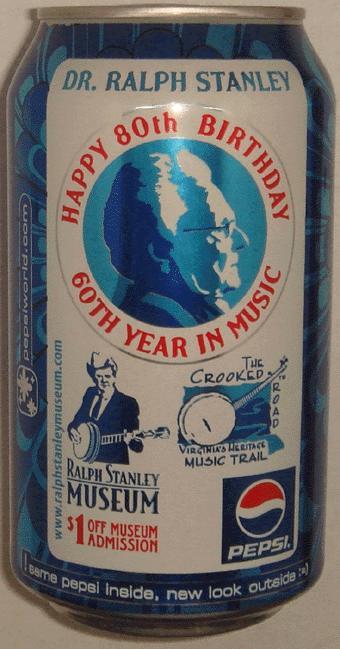 DR. RALPH STANLEY
HAPPY 80th BIRTHDAY
60TH YEAR IN MUSIC
pepsiworld.com
www.ralphstanleymuseum.com
RALPH STANLEY
MUSEUM
$1 OFF MUSEUM
ADMISSION
THE
CROOKED
ROAD
VIRGINIA'S HERITAGE
MUSIC TRAIL
PEPSI.
same pepsi inside, new look outside :-)